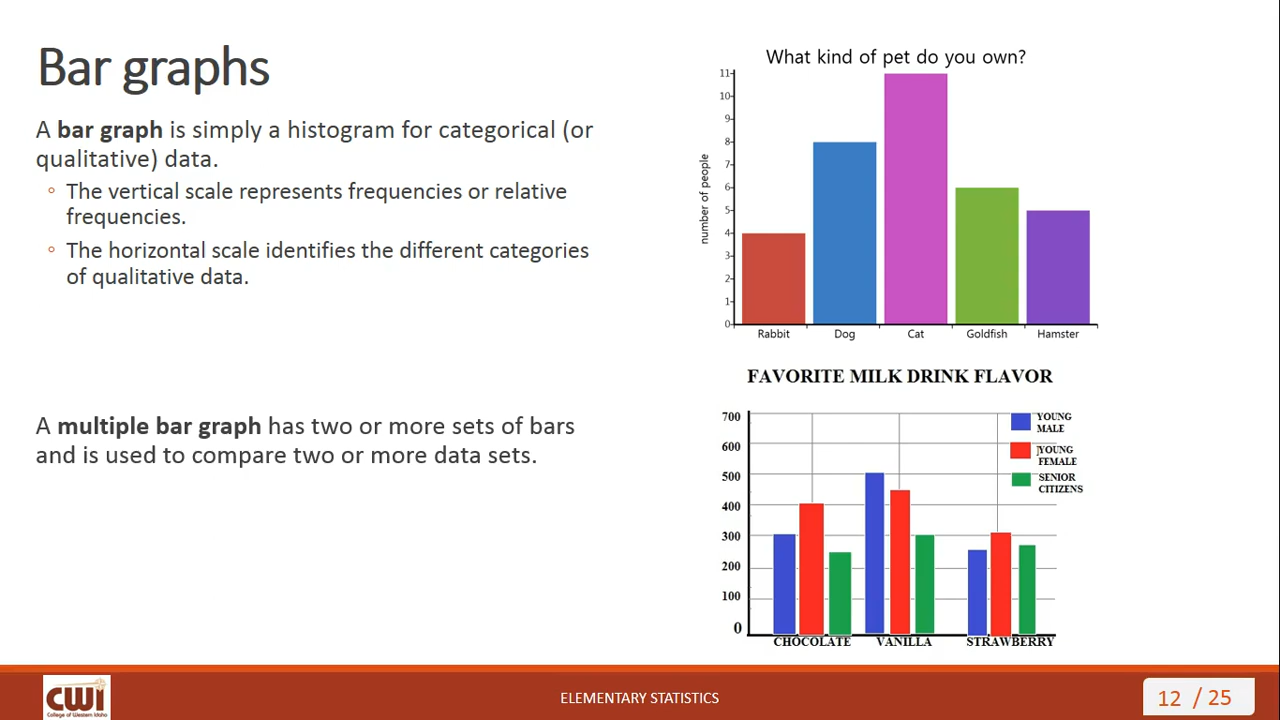 Bar graphs
A bar graph is simply a histogram for categorical (or
qualitative) data.
° The vertical scale represents frequencies or relative
frequencies.
° The horizontal scale identifies the different categories
of qualitative data.
A multiple bar graph has two or more sets of bars
and is used to compare two or more data sets.
What kind of pet do you own?
number of people
11
10
9
8
7
6
5
4
3
2
1
0
Rabbit Dog Cat Goldfish Hamster
FAVORITE MILK DRINK FLAVOR
700
600
500
400
300
200
100
0
YOUNG
MALE
YOUNG
FEMALE
SENIOR
CITIZENS
CHOCOLATE VANILLA STRAWBERRY
CWI
College of Western Idaho
ELEMENTARY STATISTICS
12 / 25